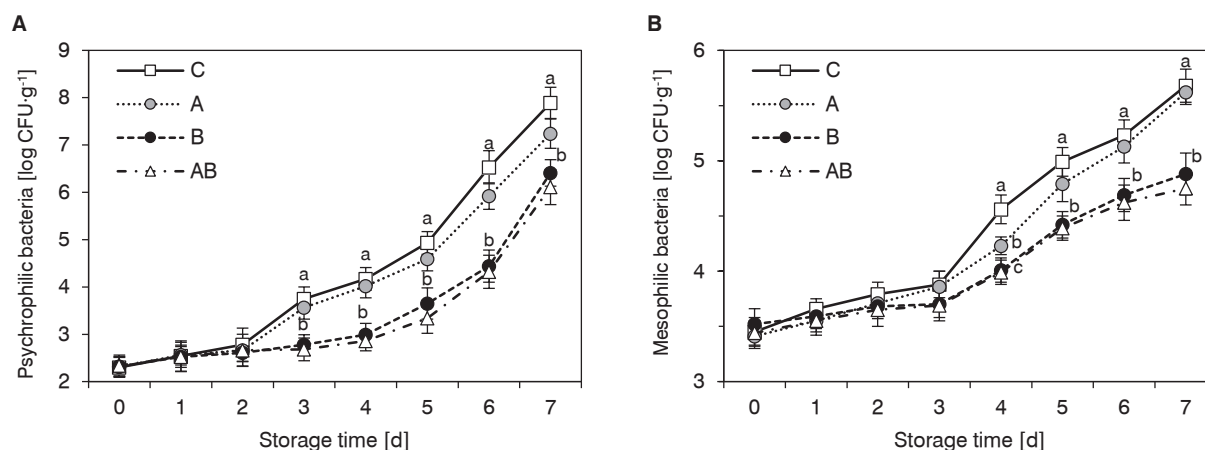 A
Psychrophilic bacteria [log CFU·g⁻¹]
9
8
7
6
5
4
3
2
C
A
B
AB
a
a
a
a
a
b
b
b
b
b
0 1 2 3 4 5 6 7
Storage time [d]
B
Mesophilic bacteria [log CFU·g⁻¹]
6
5
4
3
C
A
B
AB
a
a
a
a
b
c
b
b
b
0 1 2 3 4 5 6 7
Storage time [d]